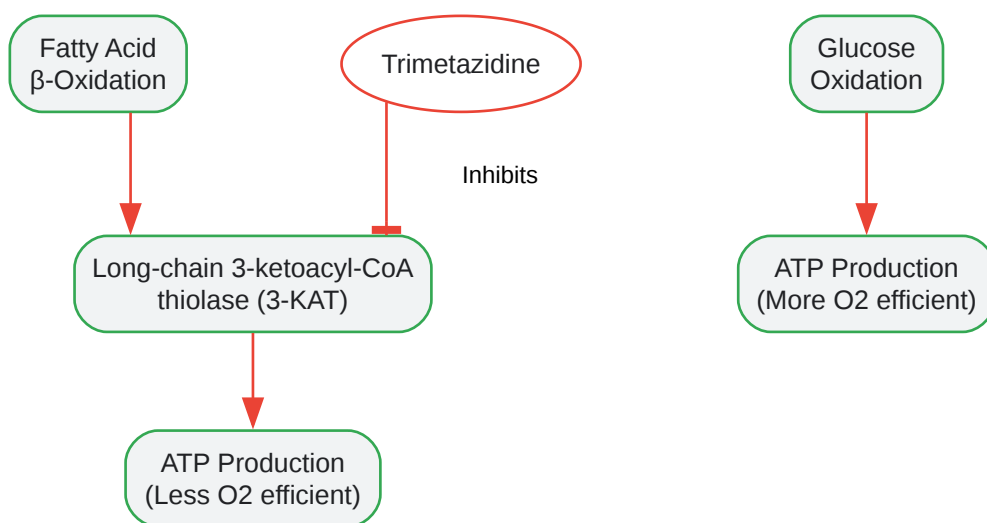 Fatty Acid
β-Oxidation
Trimetazidine
Glucose
Oxidation
Inhibits
Long-chain 3-ketoacyl-CoA
thiolase (3-KAT)
ATP Production
(More O2 efficient)
ATP Production
(Less O2 efficient)